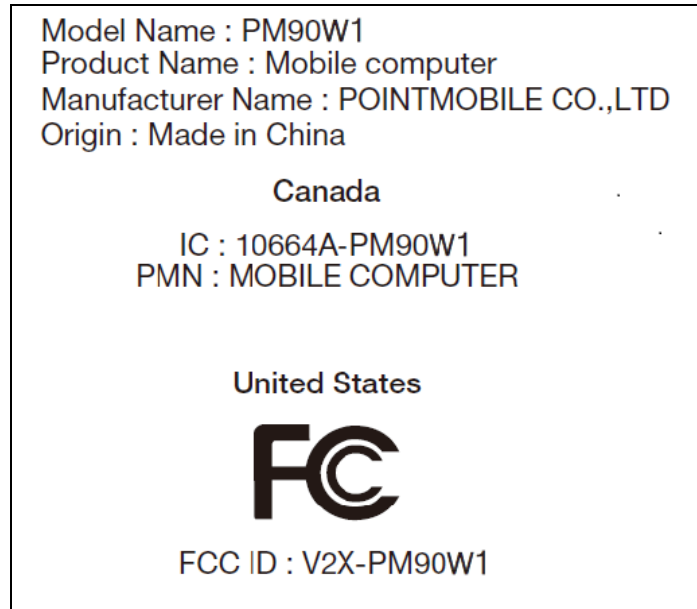 Model Name : PM90W1
Product Name : Mobile computer
Manufacturer Name : POINTMOBILE CO.,LTD
Origin : Made in China
Canada
IC : 10664A-PM90W1
PMN : MOBILE COMPUTER
United States
FC
FCC ID : V2X-PM90W1